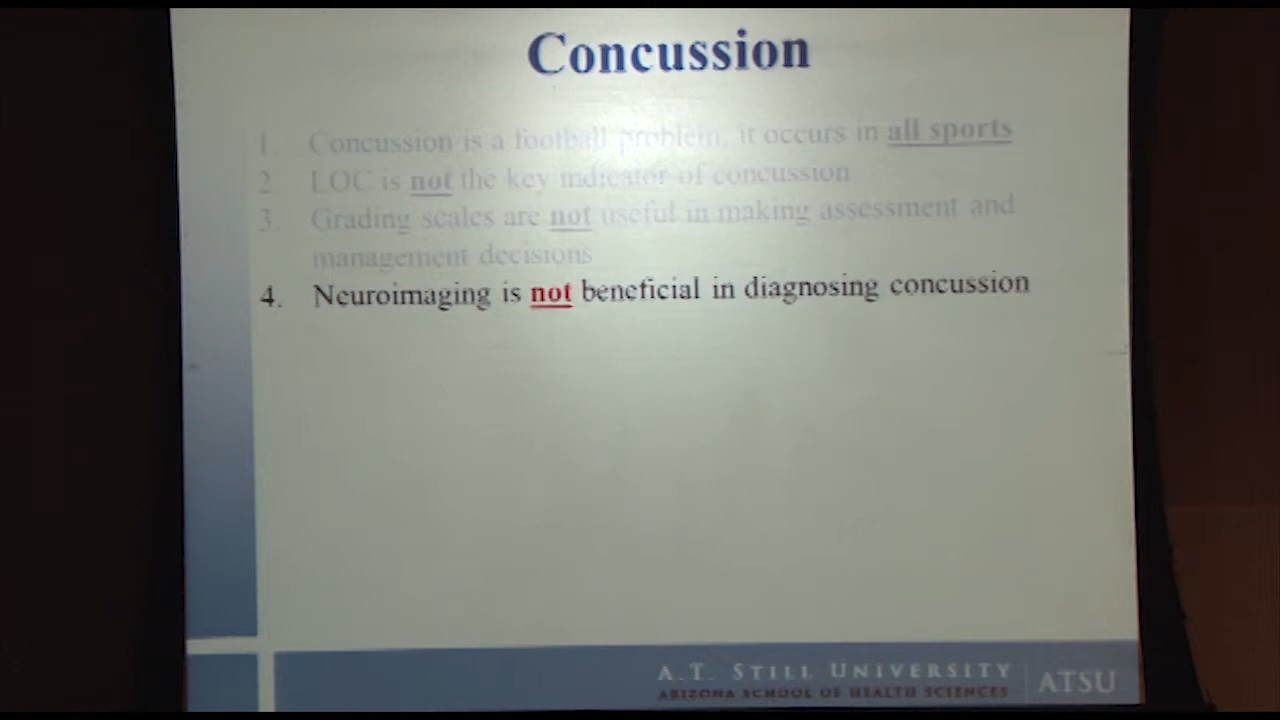 Concussion
1. Concussion is a football problem, it occurs in all sports
2. LOC is not the key indicator of concussion
3. Grading scales are not useful in making assessment and
management decisions
4. Neuroimaging is not beneficial in diagnosing concussion
A.T. STILL UNIVERSITY
ARIZONA SCHOOL OF HEALTH SCIENCES
ATSU